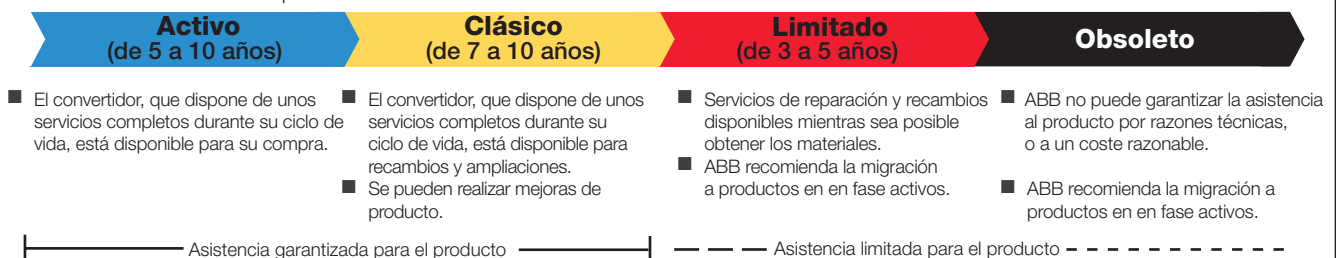 Activo
(de 5 a 10 años)
Clásico
(de 7 a 10 años)
Limitado
(de 3 a 5 años)
Obsoleto
■ El convertidor, que dispone de unos
servicios completos durante su ciclo de
vida, está disponible para su compra.
■ El convertidor, que dispone de unos
servicios completos durante su
ciclo de vida, está disponible para
recambios y ampliaciones.
■ Se pueden realizar mejoras de
producto.
■ Servicios de reparación y recambios
disponibles mientras sea posible
obtener los materiales.
■ ABB recomienda la migración
a productos en en fase activos.
■ ABB no puede garantizar la asistencia
al producto por razones técnicas,
o a un coste razonable.
■ ABB recomienda la migración a
productos en en fase activos.
Asistencia garantizada para el producto
Asistencia limitada para el producto